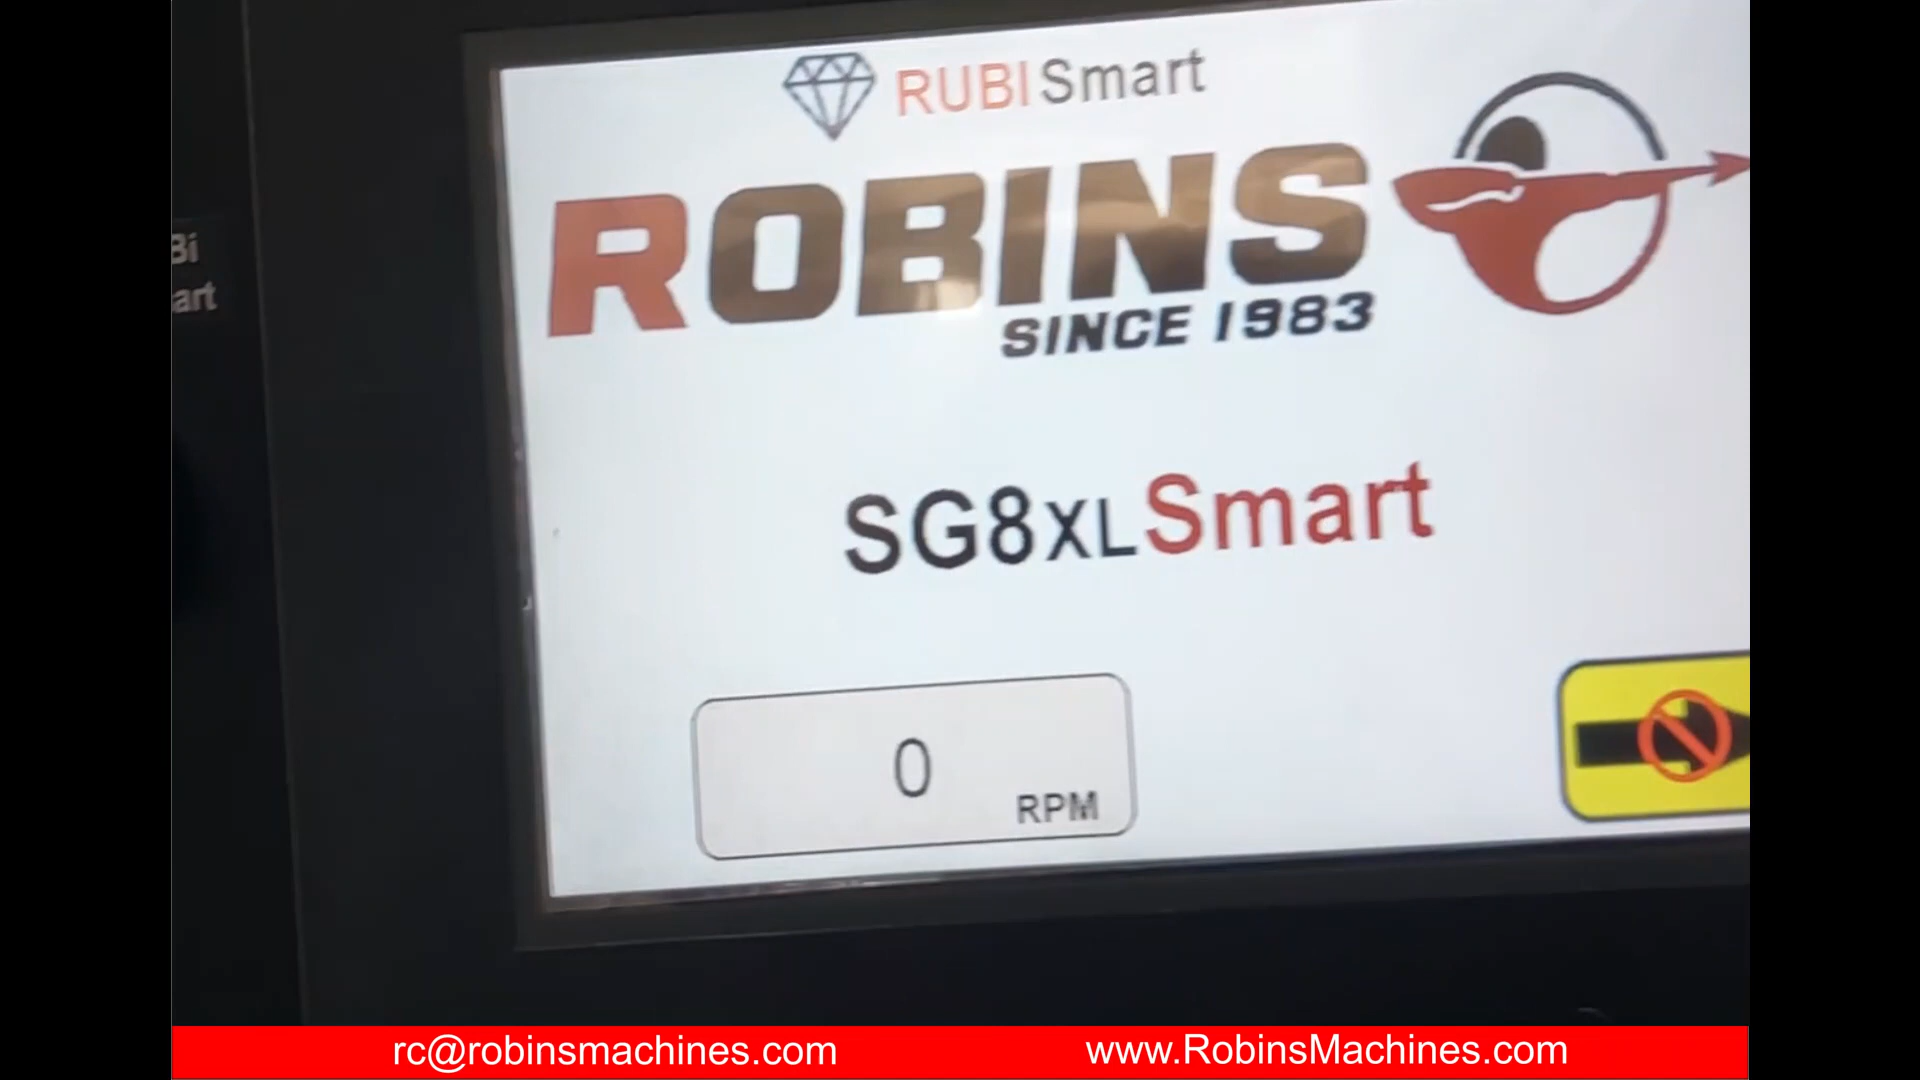 RUBI Smart
ROBINS
SINCE 1983
Bi
art
SG8XL Smart
0
RPM
rc@robinsmachines.com
www.RobinsMachines.com